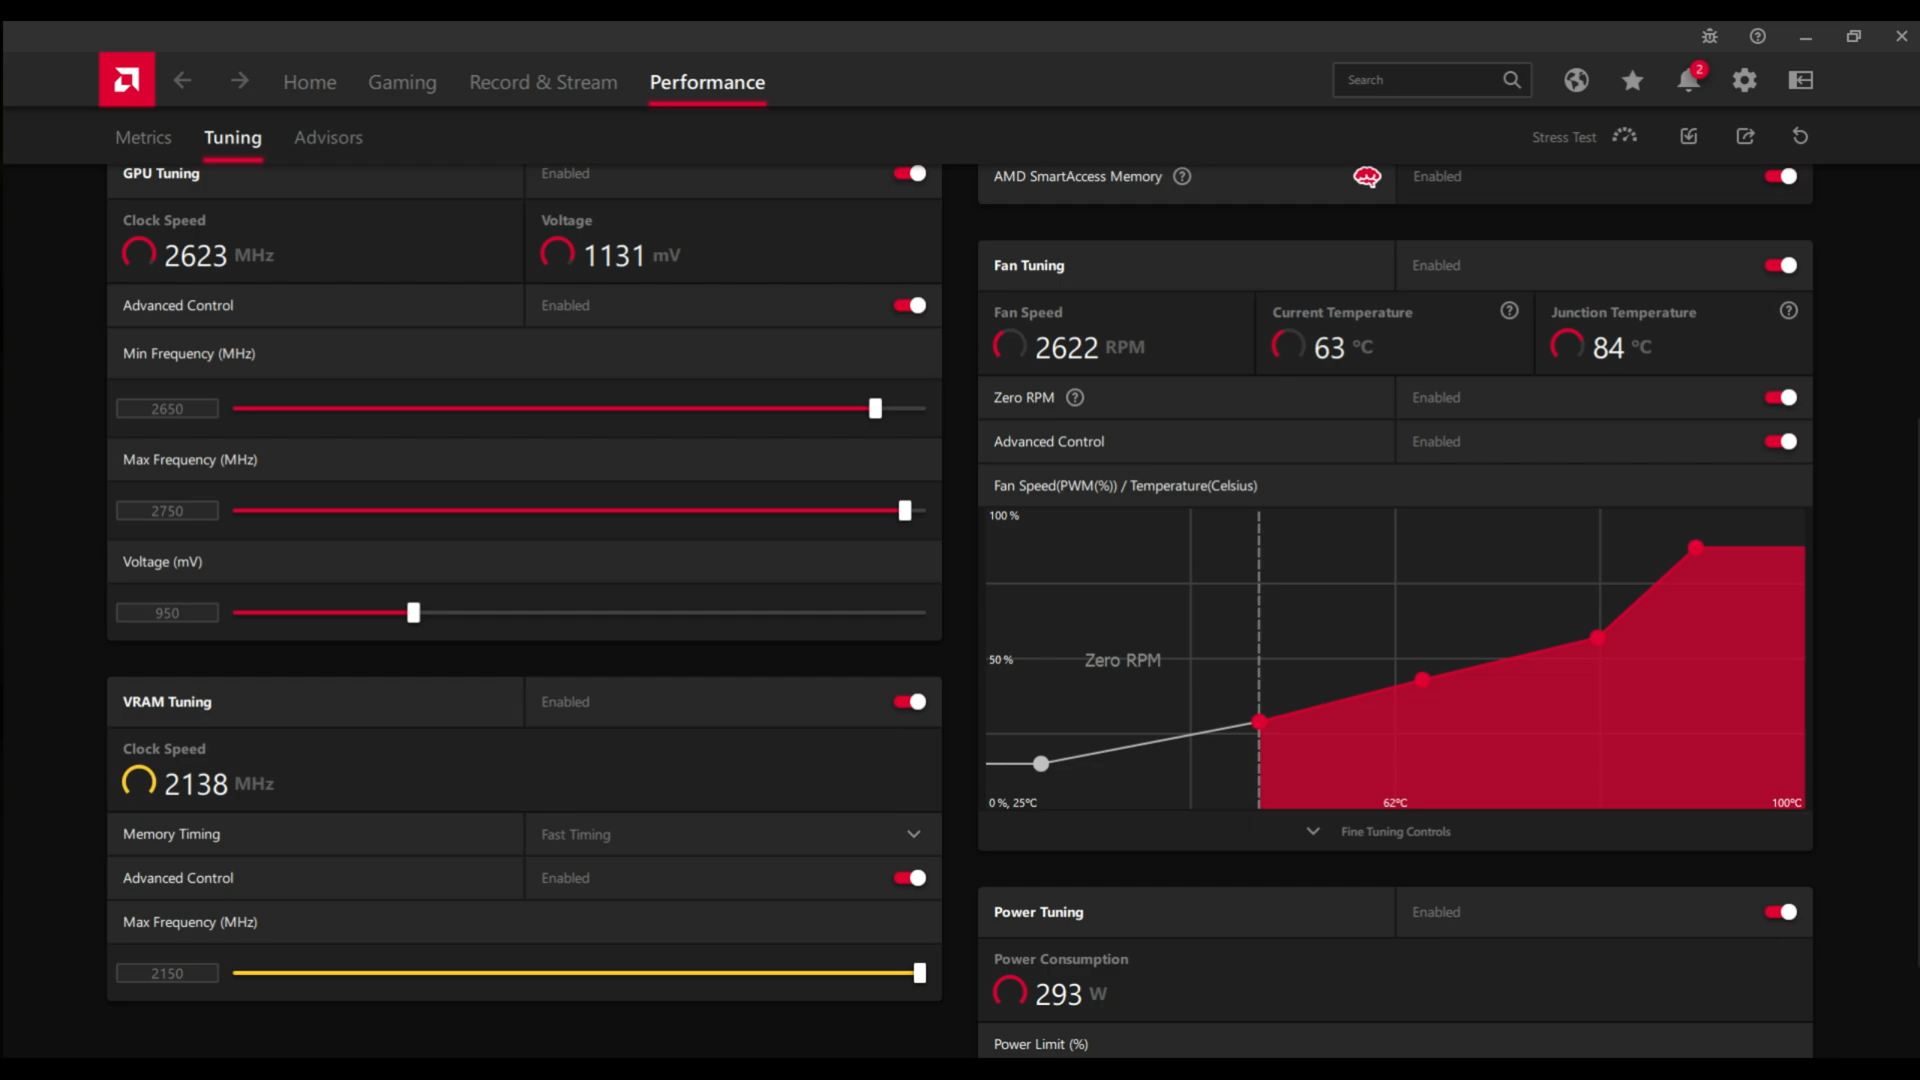 2
Home Gaming Record & Stream Performance Search
Metrics Tuning Advisors Stress Test
GPU Tuning Enabled
Clock Speed Voltage
2623 MHz 1131 mV
Advanced Control Enabled
Min Frequency (MHz)
2650
Max Frequency (MHz)
2750
Voltage (mV)
950
VRAM Tuning Enabled
Clock Speed
2138 MHz
Memory Timing Fast Timing
Advanced Control Enabled
Max Frequency (MHz)
2150
AMD SmartAccess Memory ? Enabled
Fan Tuning Enabled
Fan Speed Current Temperature ? Junction Temperature ?
2622 RPM 63 °C 84 °C
Zero RPM ? Enabled
Advanced Control Enabled
Fan Speed(PWM(%)) / Temperature(Celsius)
100 %
50 % Zero RPM
0 %, 25°C 62°C 100°C
Fine Tuning Controls
Power Tuning Enabled
Power Consumption
293 W
Power Limit (%)